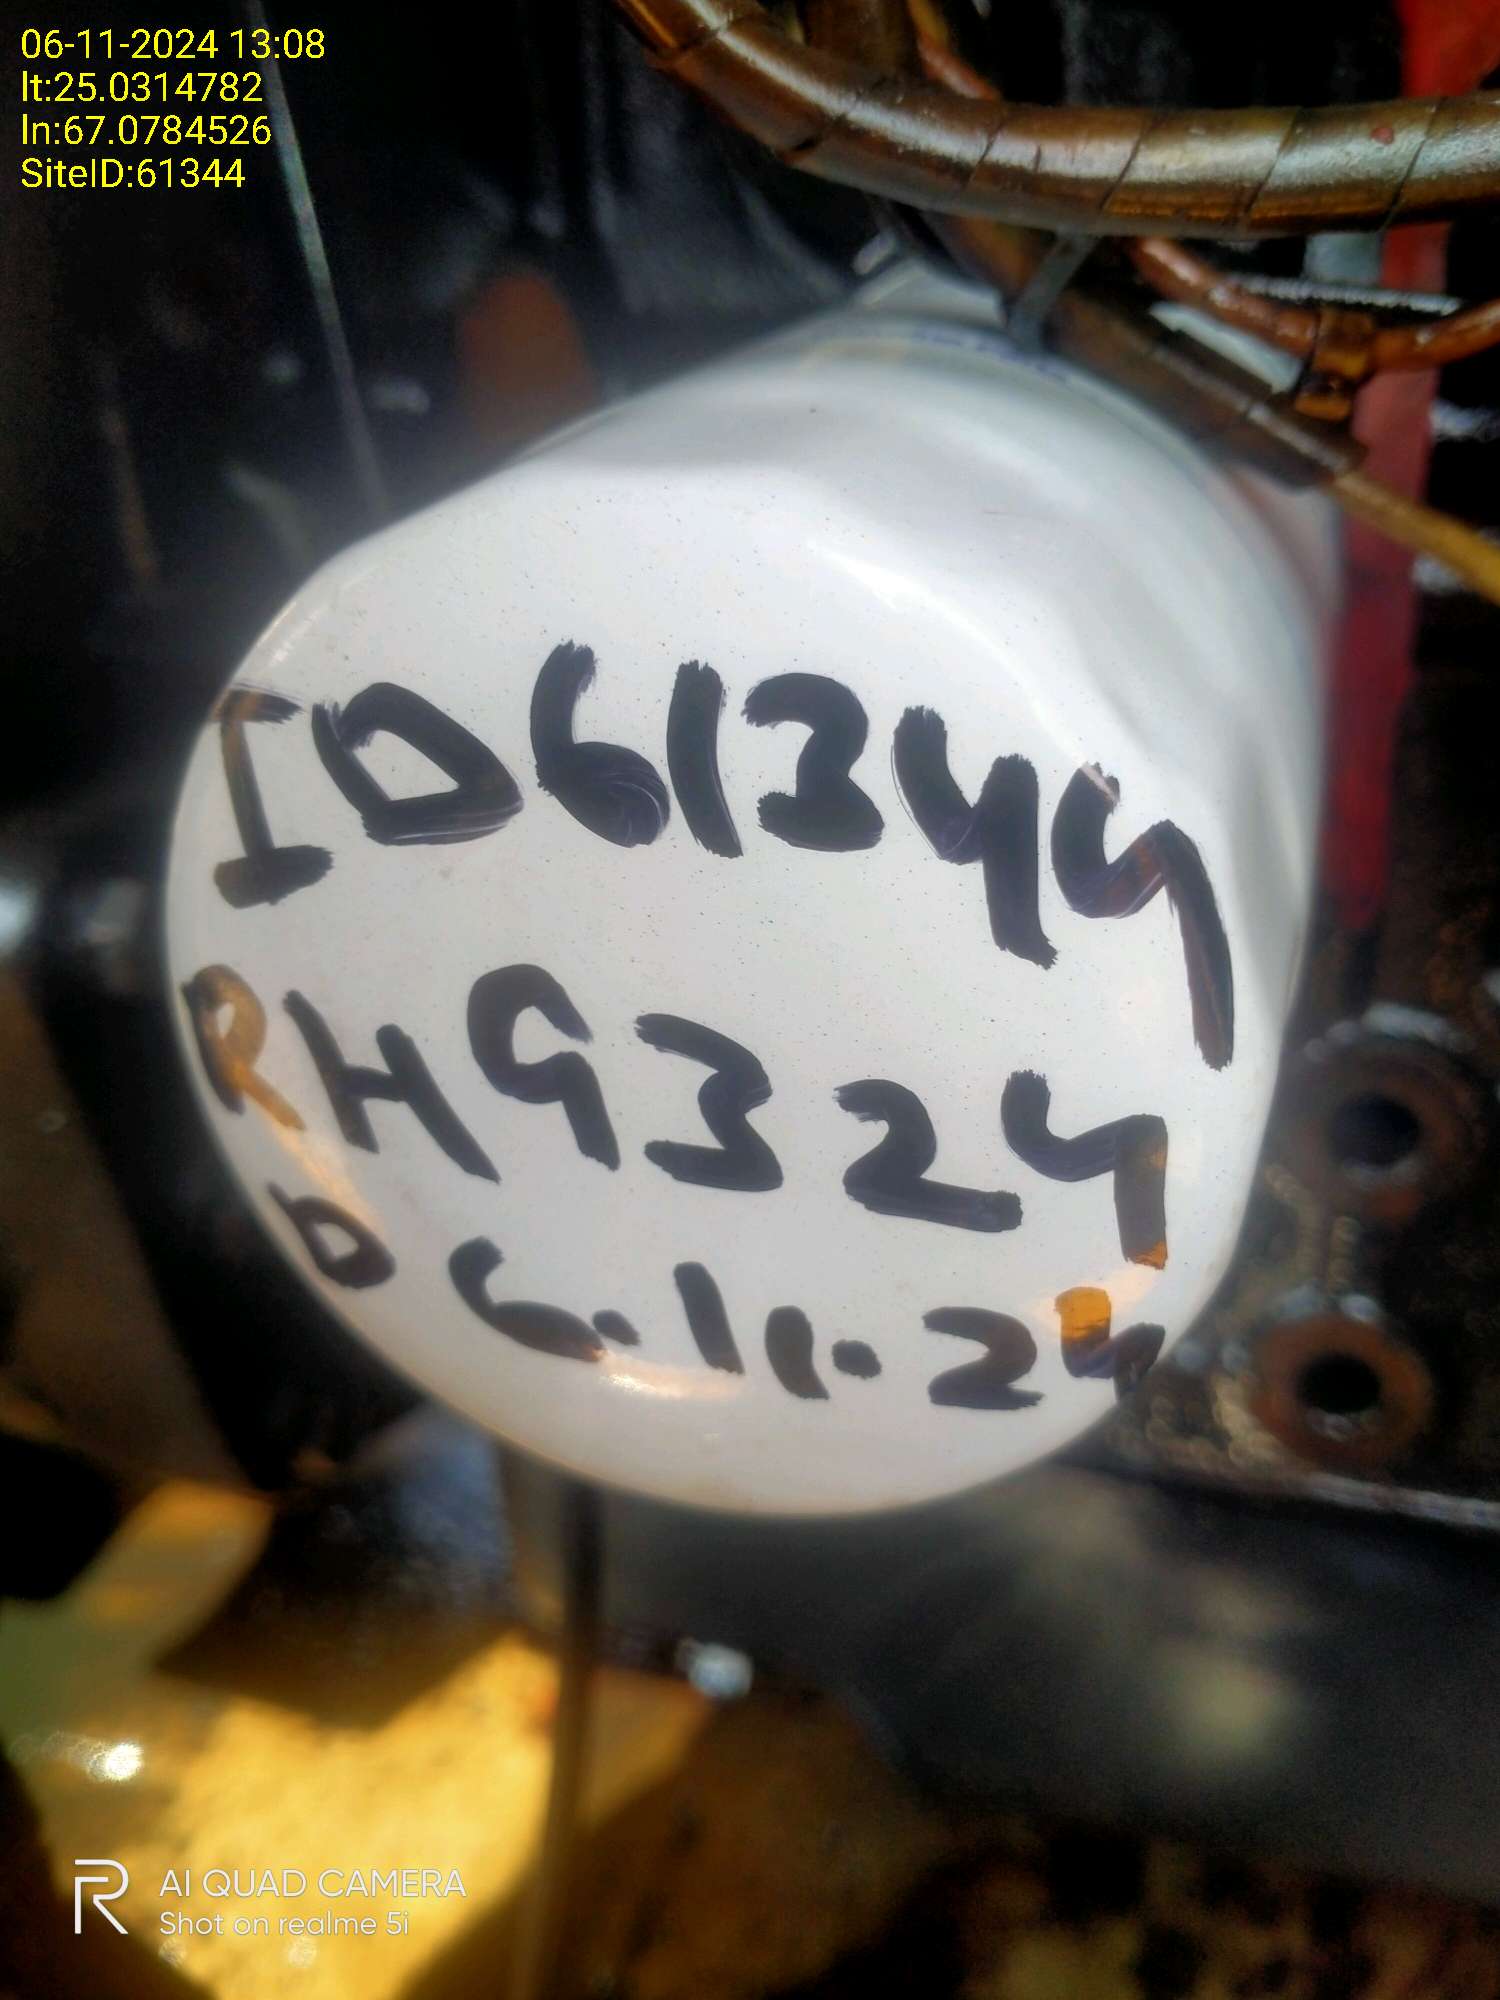 06-11-2024 13:08
lt:25.0314782
ln:67.0784526
SiteID:61344
ID61344
RH9324
D 6.11.24
AI QUAD CAMERA
Shot on realme 5i